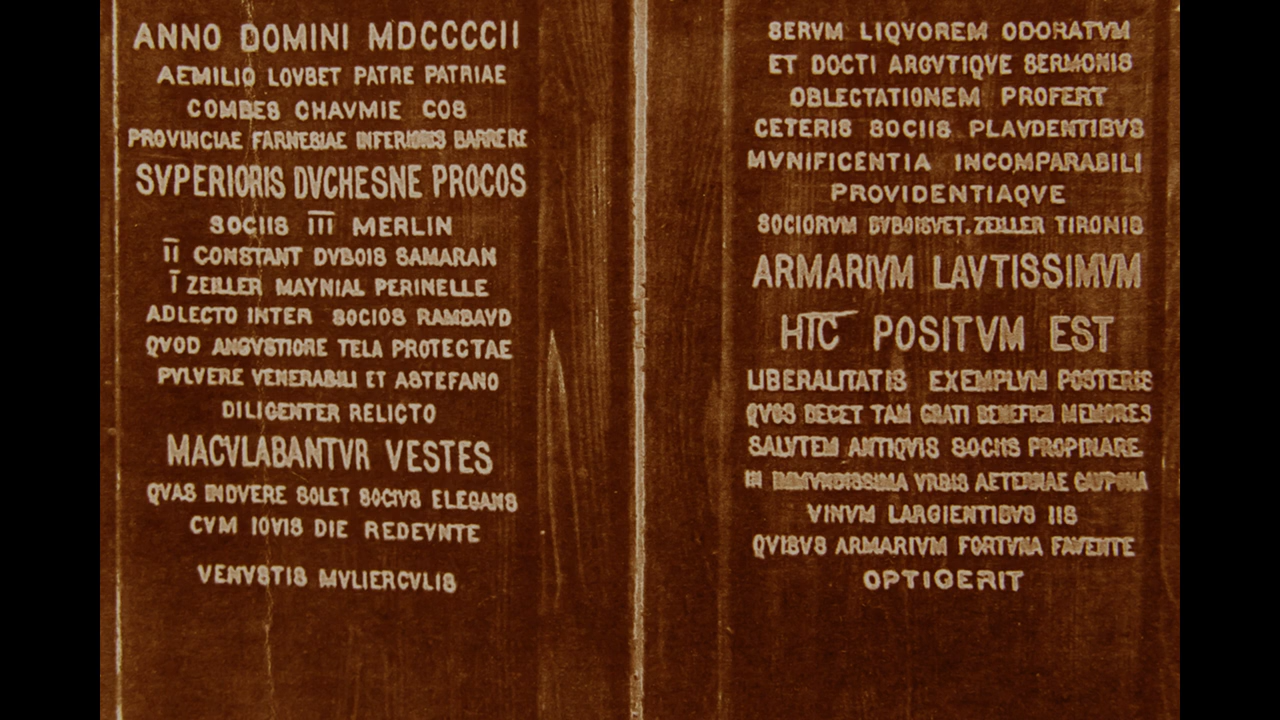 ANNO DOMINI MDCCCCII
AEMILIO LOVBET PATRE PATRIAE
COMBES CHAVMIE COS
PROVINCIAE FARNESIAE INFERIORIS BARRERE
SVPERIORIS DVCHESNE PROCOS
SOCIIS III MERLIN
II CONSTANT DVBOIS SAMARAN
I ZEILLER MAYNIAL PERINELLE
ADLECTO INTER SOCIOS RAMBAVD
QVOD ANGVSTIORE TELA PROTECTAE
PVLVERE VENERABILI ET ASTEFANO
DILIGENTER RELICTO
MACVLABANTVR VESTES
QVAS INDVERE SOLET SOCIVS ELEGANS
CVM IOVIS DIE REDEVNTE
VENVSTIS MVLIERCVLIS
SERVM LIQVOREM ODORATVM
ET DOCTI ARGVTIQVE SERMONIS
OBLECTATIONEM PROFERT
CETERIS SOCIIS PLAVDENTIBVS
MVNIFICENTIA INCOMPARABILI
PROVIDENTIAQVE
SOCIORVM DVBOISVET.ZEILLER TIRONIS
ARMARIVM LAVTISSIMVM
HIC POSITVM EST
LIBERALITATIS EXEMPLVM POSTERIS
QVOS DECET TAM GRATI BENEFICII MEMORES
SALVTEM ANTIQVIS SOCIIS PROPINARE
IN IMMVNDISSIMA VRBIS AETERNAE CAVPONA
VINVM LARGIENTIBVS IIS
QVIBVS ARMARIVM FORTVNA FAVENTE
OPTIGERIT